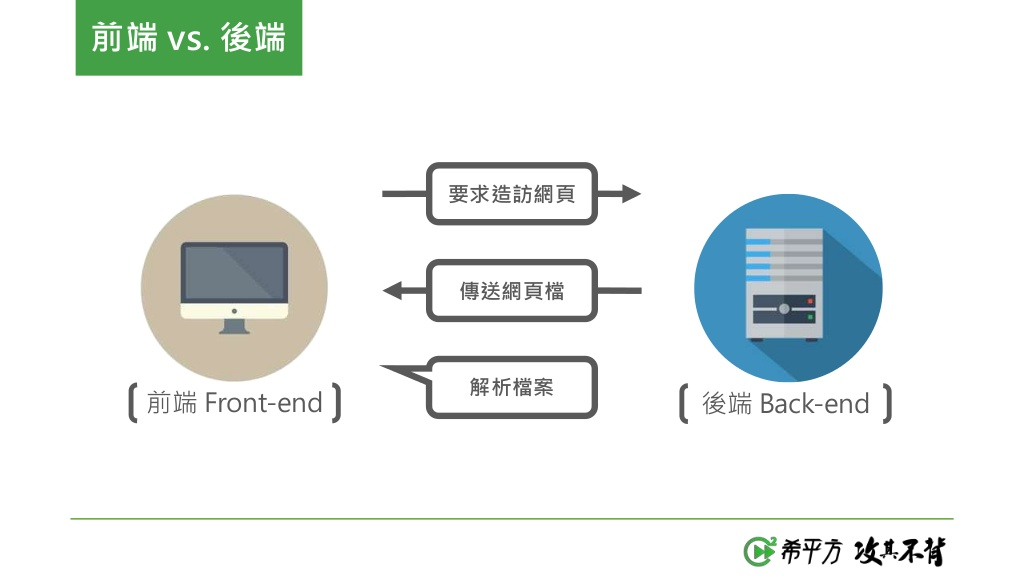 前端 vs. 後端
要求造訪網頁
傳送網頁檔
解析檔案
前端 Front-end
後端 Back-end
2 希平方 攻其不背